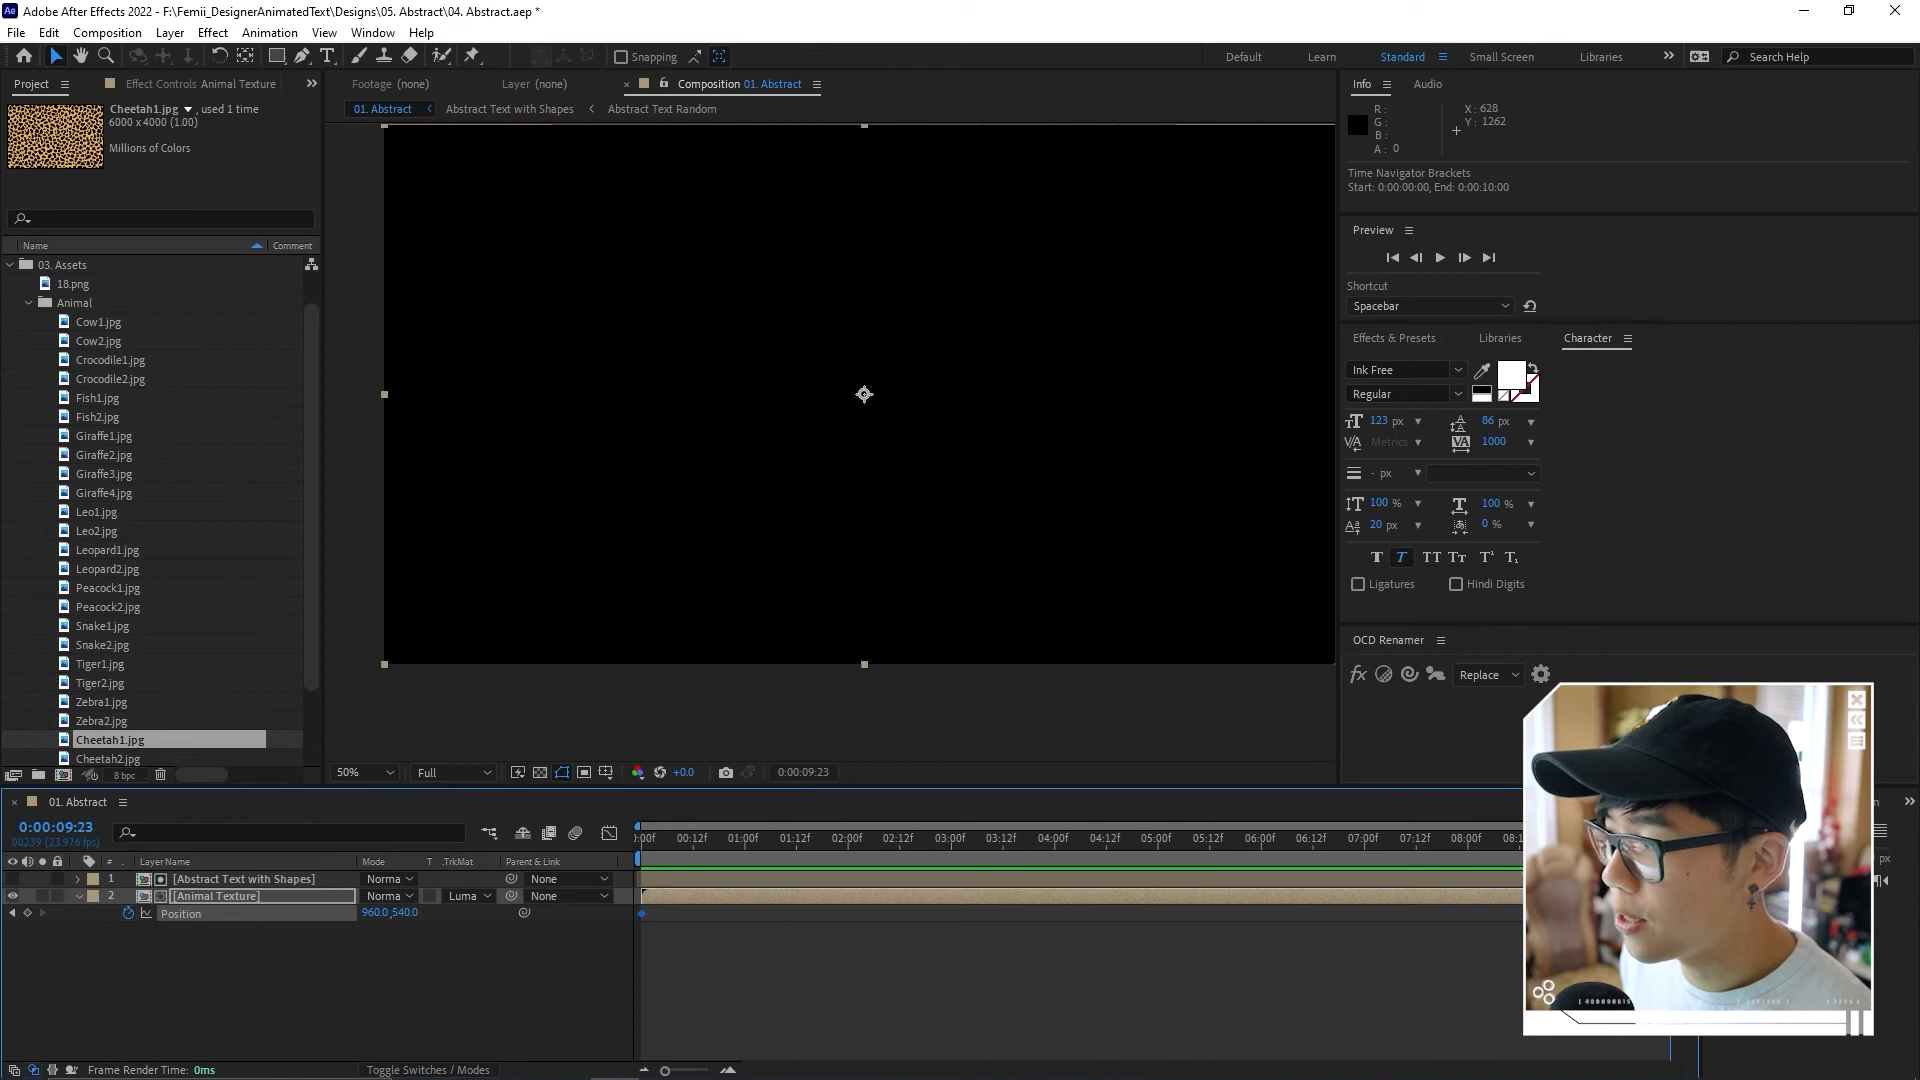 Adobe After Effects 2022 - F:\Femii_DesignerAnimatedText\Designs\05. Abstract\04. Abstract.aep *
File Edit Composition Layer Effect Animation View Window Help
Snapping
Default Learn Standard Small Screen Libraries Search Help
Project Effect Controls Animal Texture
Footage (none) Layer (none) Composition 01. Abstract
Info Audio
Cheetah1.jpg , used 1 time
6000 x 4000 (1.00)
Millions of Colors
01. Abstract Abstract Text with Shapes Abstract Text Random
R :
G :
B :
A : 0
X : 628
Y : 1262
Time Navigator Brackets
Start: 0:00:00:00, End: 0:00:10:00
Preview
Shortcut
Spacebar
Effects & Presets Libraries Character
Ink Free
Regular
123 px 86 px
Metrics 1000
- px
100 % 100 %
20 px 0 %
Ligatures Hindi Digits
OCD Renamer
Replace
Name Comment
03. Assets
18.png
Animal
Cow1.jpg
Cow2.jpg
Crocodile1.jpg
Crocodile2.jpg
Fish1.jpg
Fish2.jpg
Giraffe1.jpg
Giraffe2.jpg
Giraffe3.jpg
Giraffe4.jpg
Leo1.jpg
Leo2.jpg
Leopard1.jpg
Leopard2.jpg
Peacock1.jpg
Peacock2.jpg
Snake1.jpg
Snake2.jpg
Tiger1.jpg
Tiger2.jpg
Zebra1.jpg
Zebra2.jpg
Cheetah1.jpg
Cheetah2.jpg
8 bpc
50% Full +0.0 0:00:09:23
01. Abstract
0:00:09:23
00239 (23.976 fps)
:00f 00:12f 01:00f 01:12f 02:00f 02:12f 03:00f 03:12f 04:00f 04:12f 05:00f 05:12f 06:00f 06:12f 07:00f 07:12f 08:00f
# Layer Name Mode T .TrkMat Parent & Link
1 [Abstract Text with Shapes] Norma None
2 [Animal Texture] Norma Luma None
Position 960.0,540.0
Frame Render Time: 0ms Toggle Switches / Modes